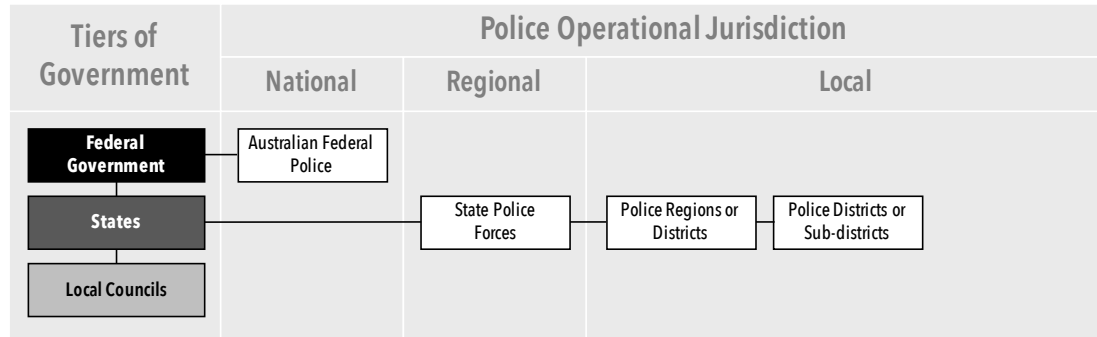 Tiers of
Government
Police Operational Jurisdiction
National
Regional
Local
Federal
Government
Australian Federal
Police
States
State Police
Forces
Police Regions or
Districts
Police Districts or
Sub-districts
Local Councils